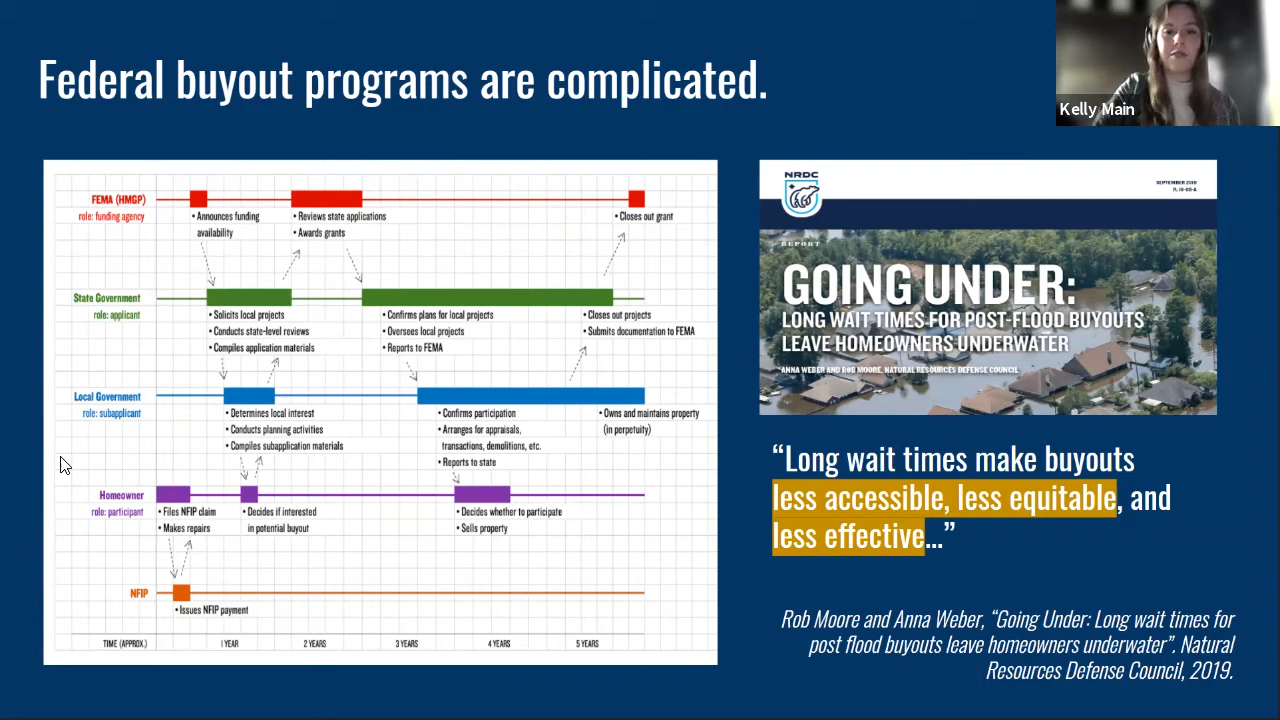 Federal buyout programs are complicated.
Kelly Main
FEMA (HMGP)
role: funding agency
• Announces funding
availability
• Reviews state applications
• Awards grants
• Closes out grant
State Government
role: applicant
• Solicits local projects
• Conducts state-level reviews
• Compiles application materials
• Confirms plans for local projects
• Oversees local projects
• Reports to FEMA
• Closes out projects
• Submits documentation to FEMA
Local Government
role: subapplicant
• Determines local interest
• Conducts planning activities
• Compiles subapplication materials
• Confirms participation
• Arranges for appraisals,
transactions, demolitions, etc.
• Reports to state
• Owns and maintains property
(in perpetuity)
Homeowner
role: participant
• Files NFIP claim
• Makes repairs
• Decides if interested
in potential buyout
• Decides whether to participate
• Sells property
NFIP
• Issues NFIP payment
TIME (APPROX.)
1 YEAR
2 YEARS
3 YEARS
4 YEARS
5 YEARS
NRDC
SEPTEMBER 2019
REPORT
GOING UNDER:
LONG WAIT TIMES FOR POST-FLOOD BUYOUTS
LEAVE HOMEOWNERS UNDERWATER
ANNA WEBER AND ROB MOORE, NATURAL RESOURCES DEFENSE COUNCIL
“Long wait times make buyouts
less accessible, less equitable, and
less effective...”
Rob Moore and Anna Weber, “Going Under: Long wait times for
post flood buyouts leave homeowners underwater”. Natural
Resources Defense Council, 2019.